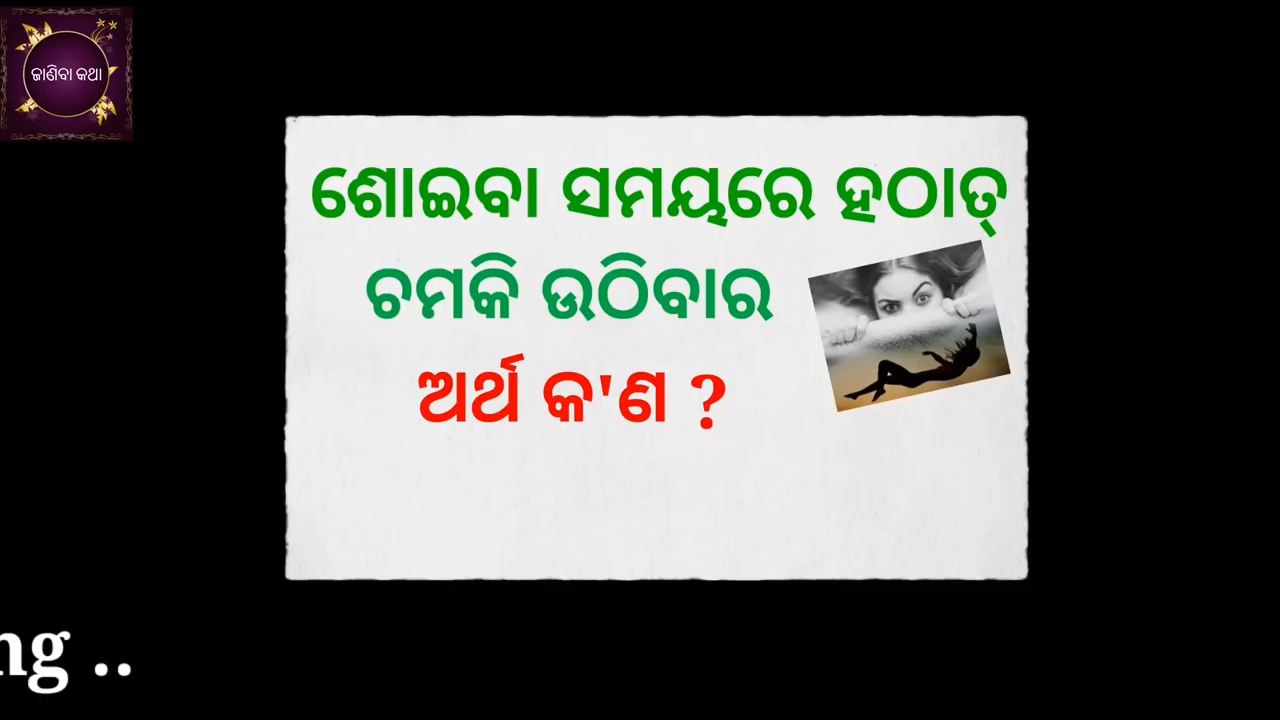 ଜାଣିବା କଥା
ଶୋଇବା ସମୟରେ ହଠାତ୍
ଚମକି ଉଠିବାର
ଅର୍ଥ କ'ଣ ?
ng ..